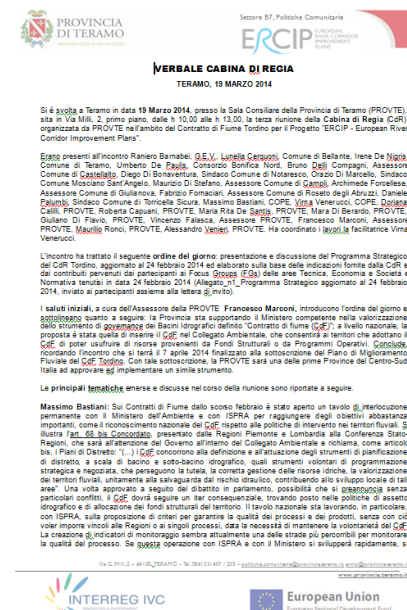 PROVINCIA
DI TERAMO
Settore B7, Politiche Comunitarie
ERCIP
EUROPEAN
RIVER CORRIDOR
IMPROVEMENT
PLANS
VERBALE CABINA DI REGIA
TERAMO, 19 MARZO 2014
Si è svolta a Teramo in data 19 Marzo 2014, presso la Sala Consiliare della Provincia di Teramo (PROVTE),
sita in Via Milli, 2, primo piano, dalle h 10,00 alle h 13,00, la terza riunione della Cabina di Regia (CdR)
organizzata da PROVTE nell'ambito del Contratto di Fiume Tordino per il Progetto "ERCIP - European River
Corridor Improvement Plans".
Erano presenti all'incontro Raniero Barnabei, G.E.V., Lunella Cerquoni, Comune di Bellante, Irene De Nigris
Comune di Teramo, Umberto De Paulis, Consorzio Bonifica Nord, Bruno Delli Compagni, Assessore
Comune di Castellalto, Diego Di Bonaventura, Sindaco Comune di Notaresco, Orazio Di Marcello, Sindaco
Comune Mosciano Sant'Angelo, Maurizio Di Stefano, Assessore Comune di Campli, Archimede Forcellese,
Assessore Comune di Giulianova, Fabrizio Fornaciari, Assessore Comune di Roseto degli Abruzzi, Daniele
Palumbi, Sindaco Comune di Torricella Sicura, Massimo Bastiani, COPE, Virna Venerucci, COPE, Doriana
Calilli, PROVTE, Roberta Capuani, PROVTE, Maria Rita De Santis, PROVTE, Mara Di Berardo, PROVTE,
Giuliano Di Flavio, PROVTE, Vincenzo Falasca, Assessore PROVTE, Francesco Marconi, Assessore
PROVTE, Maurilio Ronci, PROVTE, Alessandro Venieri, PROVTE. Ha coordinato i lavori la facilitatrice Virna
Venerucci.
L'incontro ha trattato il seguente ordine del giorno: presentazione e discussione del Programma Strategico
del CdR Tordino, aggiornato al 24 febbraio 2014 ed elaborato sulla base delle indicazioni fornite dalla CdR e
dai contributi pervenuti dai partecipanti ai Focus Groups (FGs) delle aree Tecnica, Economia e Società e
Normativa tenutisi in data 24 febbraio 2014 (Allegato_n1_Programma Strategico aggiornato al 24 febbraio
2014, inviato ai partecipanti assieme alla lettera di invito).
I saluti iniziali, a cura dell'Assessore della PROVTE Francesco Marconi, introducono l'ordine del giorno e
sottolineano quanto a seguire: la Provincia sta supportando il Ministero competente nella valorizzazione
dello strumento di governance dei Bacini Idrografici definito "Contratto di fiume (CdF)"; a livello nazionale, la
proposta è stata quella di inserire il CdF nel Collegato Ambientale, che consentirà ai territori che adottano il
CdF di poter usufruire di risorse provenienti da Fondi Strutturali o da Programmi Operativi. Conclude,
ricordando l'incontro che si terrà il 7 aprile 2014 finalizzato alla sottoscrizione del Piano di Miglioramento
Fluviale del CdF Tordino. Con tale sottoscrizione, la PROVTE sarà una delle prime Province del Centro-Sud
Italia ad approvare ed implementare un simile strumento.
Le principali tematiche emerse e discusse nel corso della riunione sono riportate a seguire.
Massimo Bastiani: Sui Contratti di Fiume dallo scorso febbraio è stato aperto un tavolo di interlocuzione
permanente con il Ministero dell'Ambiente e con ISPRA per raggiungere degli obiettivi abbastanza
importanti, come il riconoscimento nazionale del CdF rispetto alle politiche di intervento nei territori fluviali. S
illustra l'art. 68 bis Concordato, presentato dalle Regioni Piemonte e Lombardia alla Conferenza Stato-
Regioni, che sarà all'attenzione del Governo all'interno del Collegato Ambientale e richiama, come articolo
bis, i Piani di Distretto: "(...) i CdF concorrono alla definizione e all'attuazione degli strumenti di pianificazione
di distretto, a scala di bacino e sotto-bacino idrografico, quali strumenti volontari di programmazione
strategica e negoziata, che perseguono la tutela, la corretta gestione delle risorse idriche, la valorizzazione
dei territori fluviali, unitamente alla salvaguardia dal rischio idraulico, contribuendo allo sviluppo locale di tali
aree". Una volta approvato a seguito del dibattito in parlamento, possibilità che si preannuncia senza
particolari conflitti, il CdF dovrà seguire un iter consequenziale, trovando posto nelle politiche di assetto
idrografico e di allocazione dei fondi strutturali del territorio. Il tavolo nazionale sta lavorando, in particolare,
con ISPRA, sulla proposizione di criteri per garantire la qualità dei processi e dei prodotti, senza con ciò
voler imporre vincoli alle Regioni o ai singoli processi, data la necessità di mantenere la volontarietà del CdF
La creazione di indicatori di monitoraggio sembra attualmente una delle strade più percorribili per monitorare
la qualità del processo. Se questa operazione con ISPRA e con il Ministero si svilupperà rapidamente, s
www.provincia.teramo.it
INTERREG IVC
European Union
European Regional Development Fund